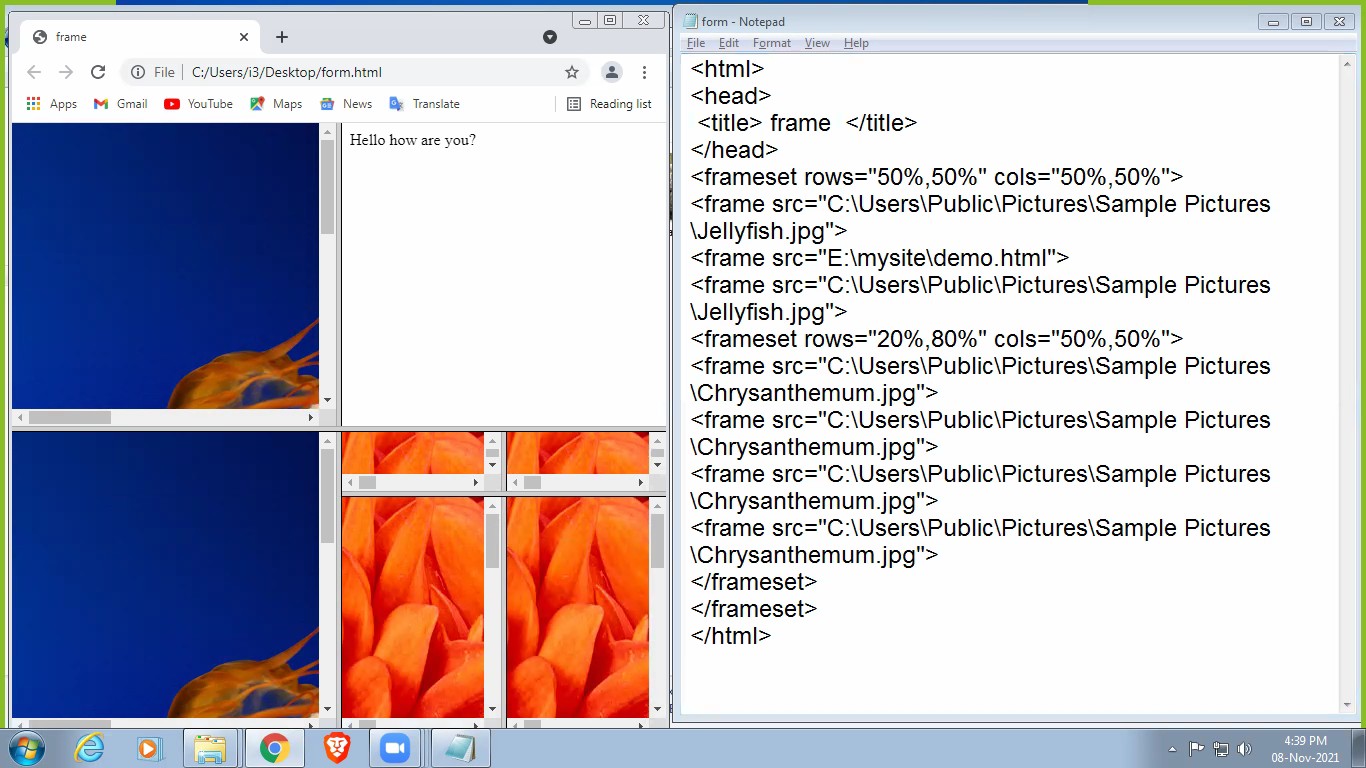 frame
File C:/Users/i3/Desktop/form.html
Apps Gmail YouTube Maps News Translate Reading list
Hello how are you?
form - Notepad
File Edit Format View Help
<html>
<head>
<title> frame </title>
</head>
<frameset rows="50%,50%" cols="50%,50%">
<frame src="C:\Users\Public\Pictures\Sample Pictures
\Jellyfish.jpg">
<frame src="E:\mysite\demo.html">
<frame src="C:\Users\Public\Pictures\Sample Pictures
\Jellyfish.jpg">
<frameset rows="20%,80%" cols="50%,50%">
<frame src="C:\Users\Public\Pictures\Sample Pictures
\Chrysanthemum.jpg">
<frame src="C:\Users\Public\Pictures\Sample Pictures
\Chrysanthemum.jpg">
<frame src="C:\Users\Public\Pictures\Sample Pictures
\Chrysanthemum.jpg">
<frame src="C:\Users\Public\Pictures\Sample Pictures
\Chrysanthemum.jpg">
</frameset>
</frameset>
</html>
4:39 PM
08-Nov-2021